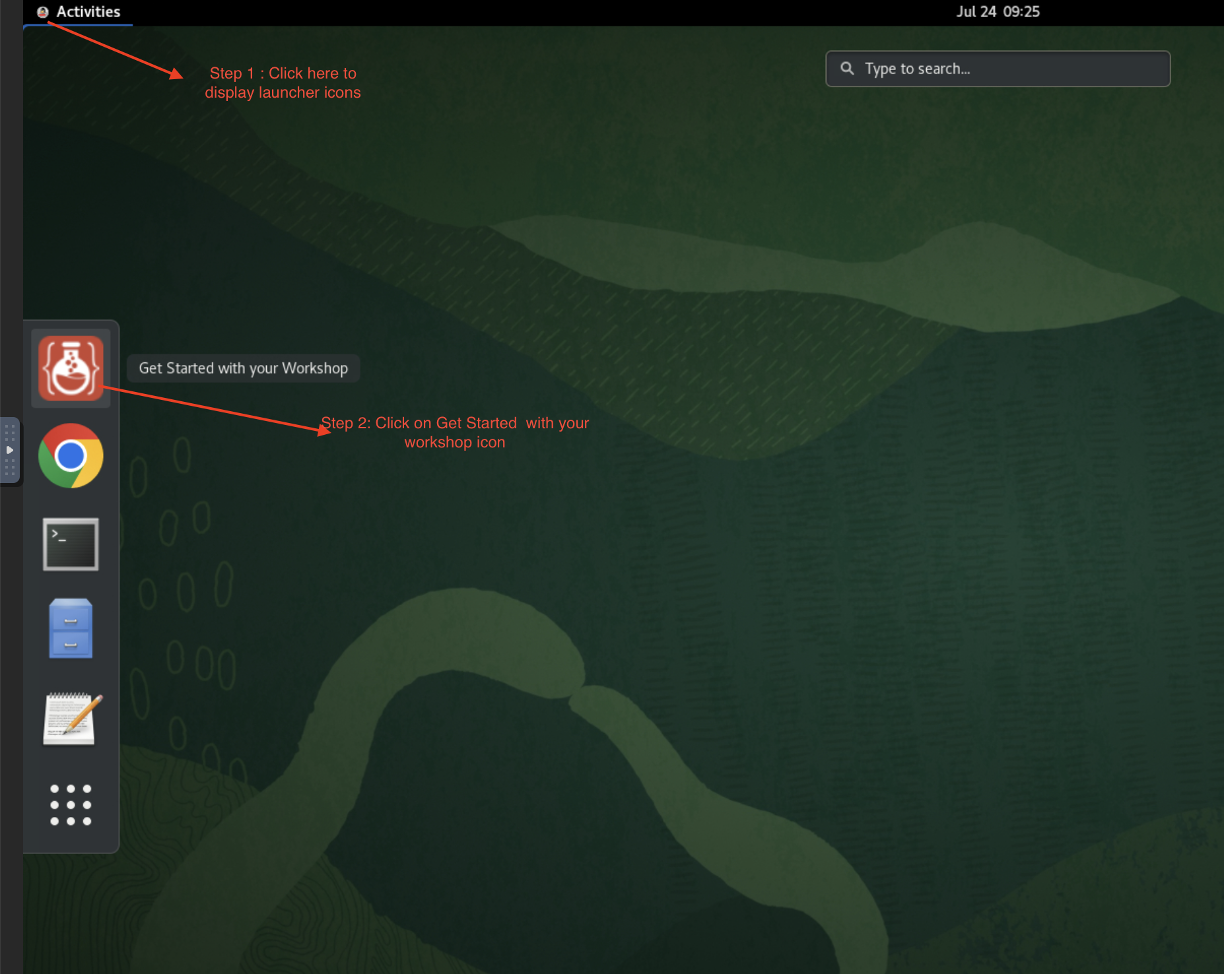 Activities
Jul 24 09:25
Step 1 : Click here to
display launcher icons
Type to search...
Get Started with your Workshop
Step 2: Click on Get Started with your
workshop icon
>_